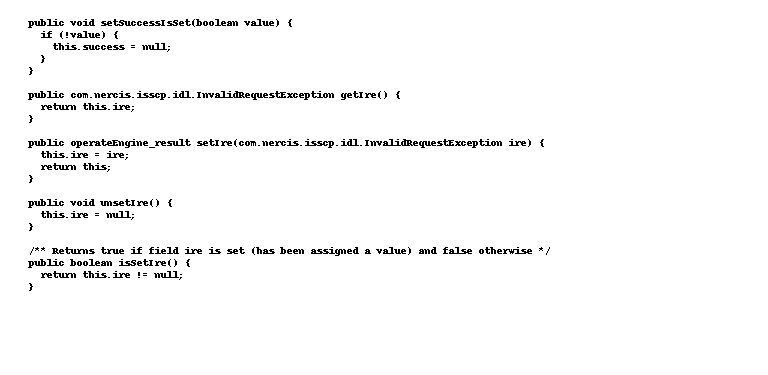 public void setSuccessIsSet(boolean value) {
if (!value) {
this.success = null;
}
}
public com.nercis.isscp.idl.InvalidRequestException getIre() {
return this.ire;
}
public operateEngine_result setIre(com.nercis.isscp.idl.InvalidRequestException ire) {
this.ire = ire;
return this;
}
public void unsetIre() {
this.ire = null;
}
/** Returns true if field ire is set (has been assigned a value) and false otherwise */
public boolean isSetIre() {
return this.ire != null;
}